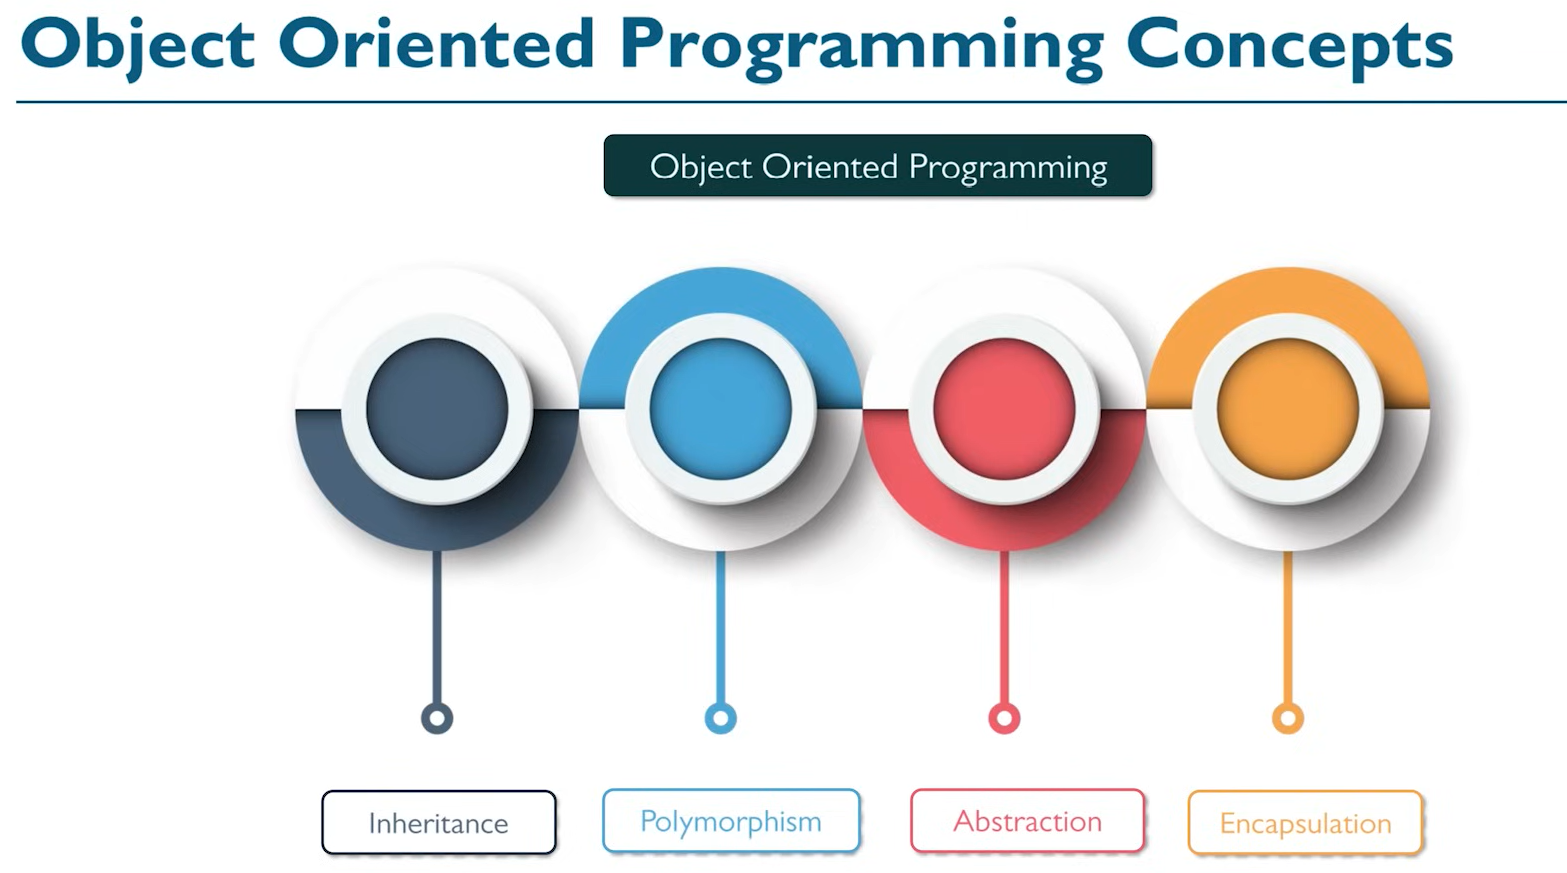 Object Oriented Programming Concepts
Object Oriented Programming
Inheritance
Polymorphism
Abstraction
Encapsulation